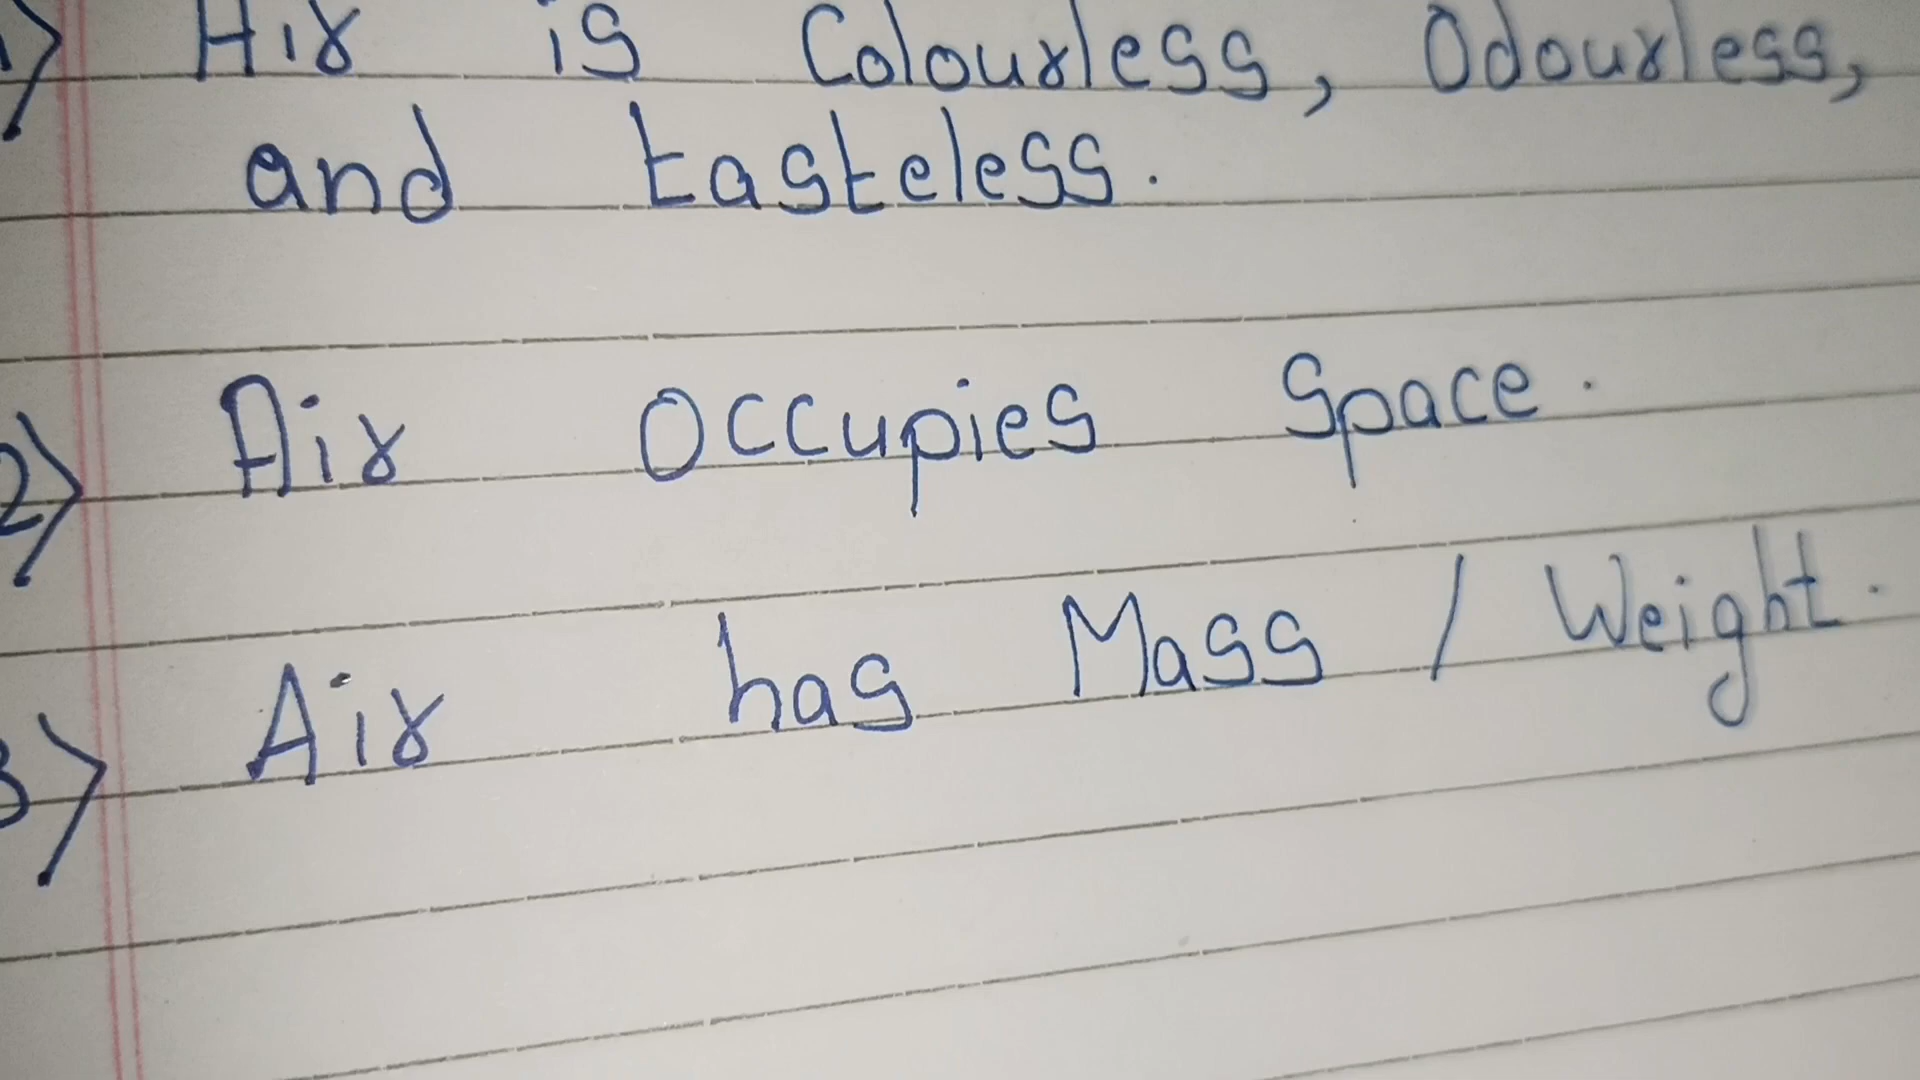 1) Air is Colourless, Odourless,
and tasteless.
2) Air Occupies Space.
3) Air has Mass / Weight.